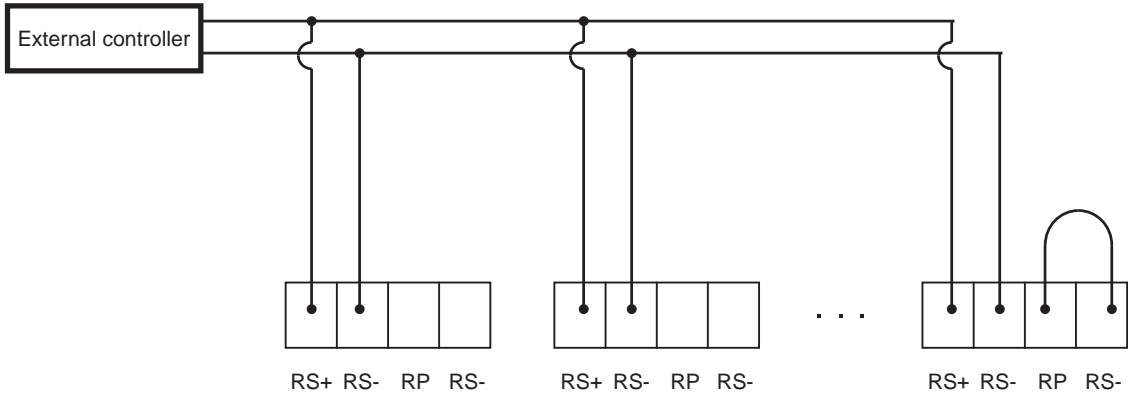 External controller
. . .
RS+ RS- RP RS- RS+ RS- RP RS- RS+ RS- RP RS-